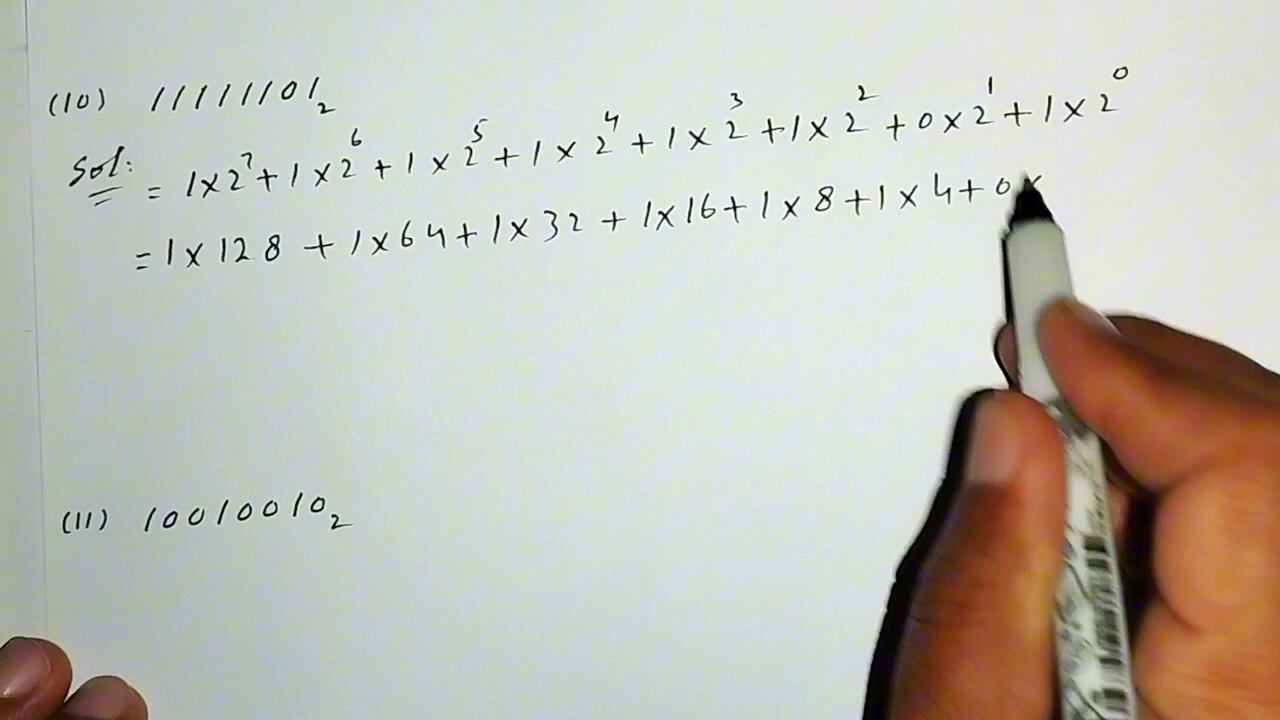 (10) 11111101₂
Sol: = 1×2⁷+1×2⁶+1×2⁵+1×2⁴+1×2³+1×2²+0×2¹+1×2⁰
=1×128+1×64+1×32+1×16+1×8+1×4+0×
(11) 10010010₂